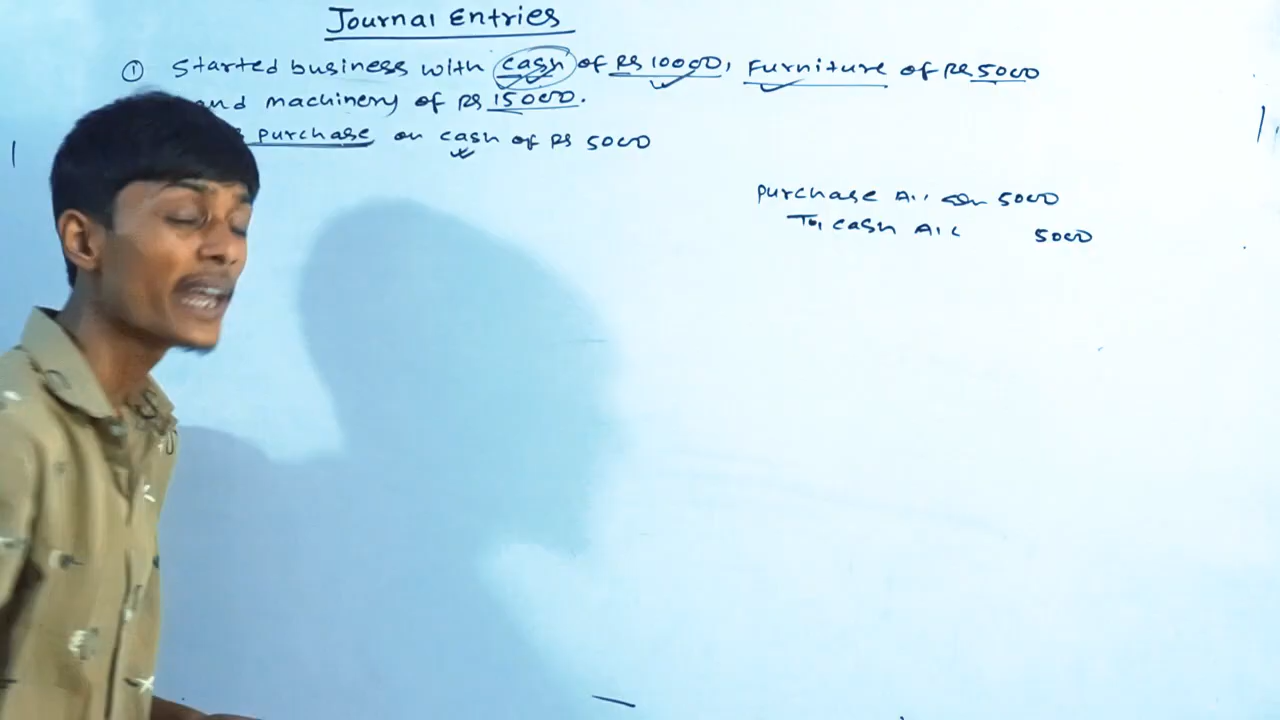 Journal Entries
① Started business with cash of Rs 10000, Furniture of Rs 5000
and machinery of Rs 15000.
purchase on cash of Rs 5000
purchase A/c 5000
To, cash A/c 5000